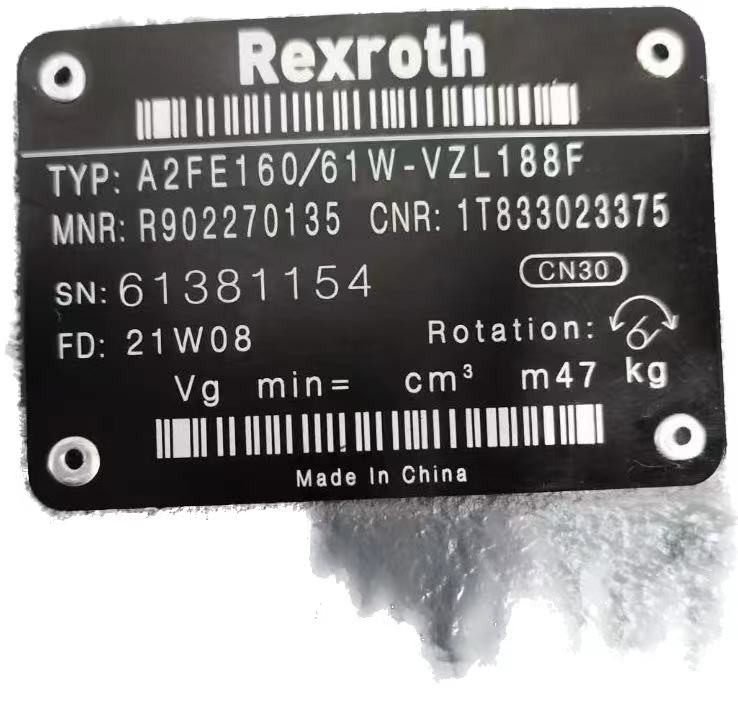 Rexroth
TYP: A2FE160/61W-VZL188F
MNR: R902270135 CNR: 1T833023375
SN: 61381154 CN30
FD: 21W08 Rotation:
Vg min= cm³ m47 kg
Made In China